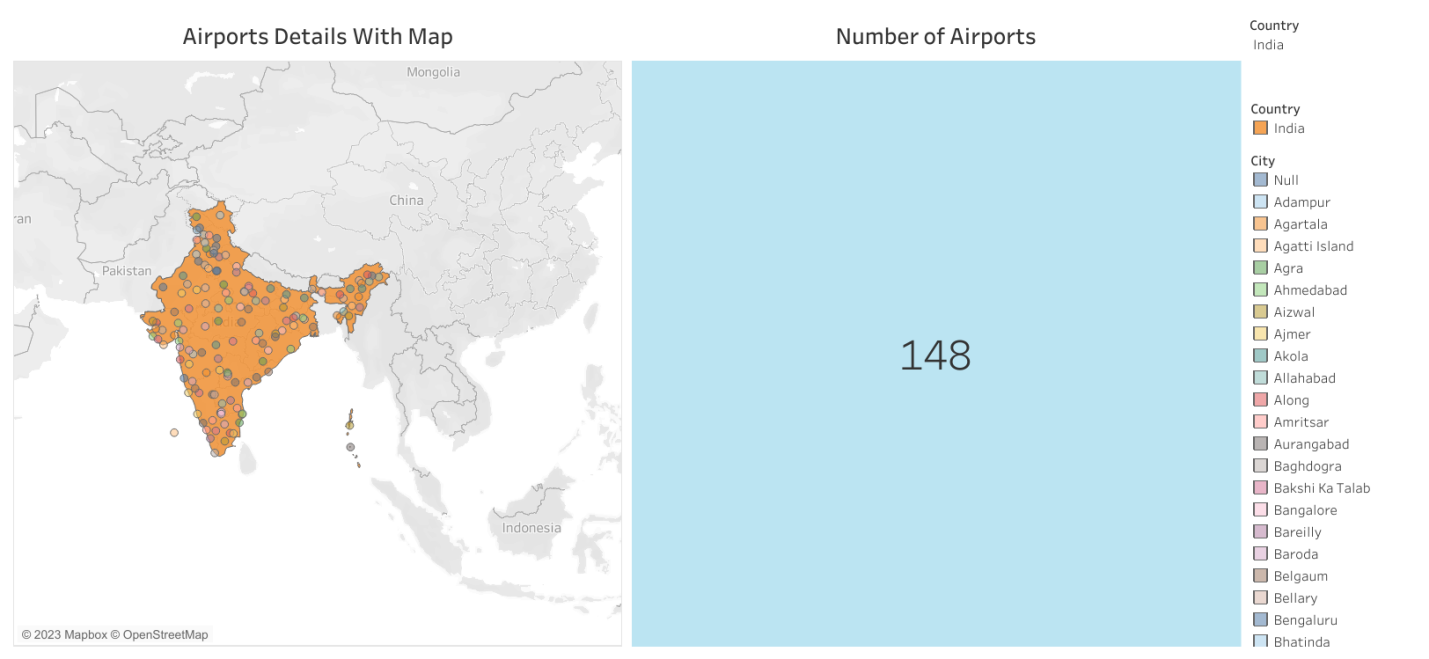 Airports Details With Map
Number of Airports
Mongolia
China
ran
Pakistan
Indonesia
© 2023 Mapbox © OpenStreetMap
148
Country
India
Country
India
City
Null
Adampur
Agartala
Agatti Island
Agra
Ahmedabad
Aizwal
Ajmer
Akola
Allahabad
Along
Amritsar
Aurangabad
Baghdogra
Bakshi Ka Talab
Bangalore
Bareilly
Baroda
Belgaum
Bellary
Bengaluru
Bhatinda